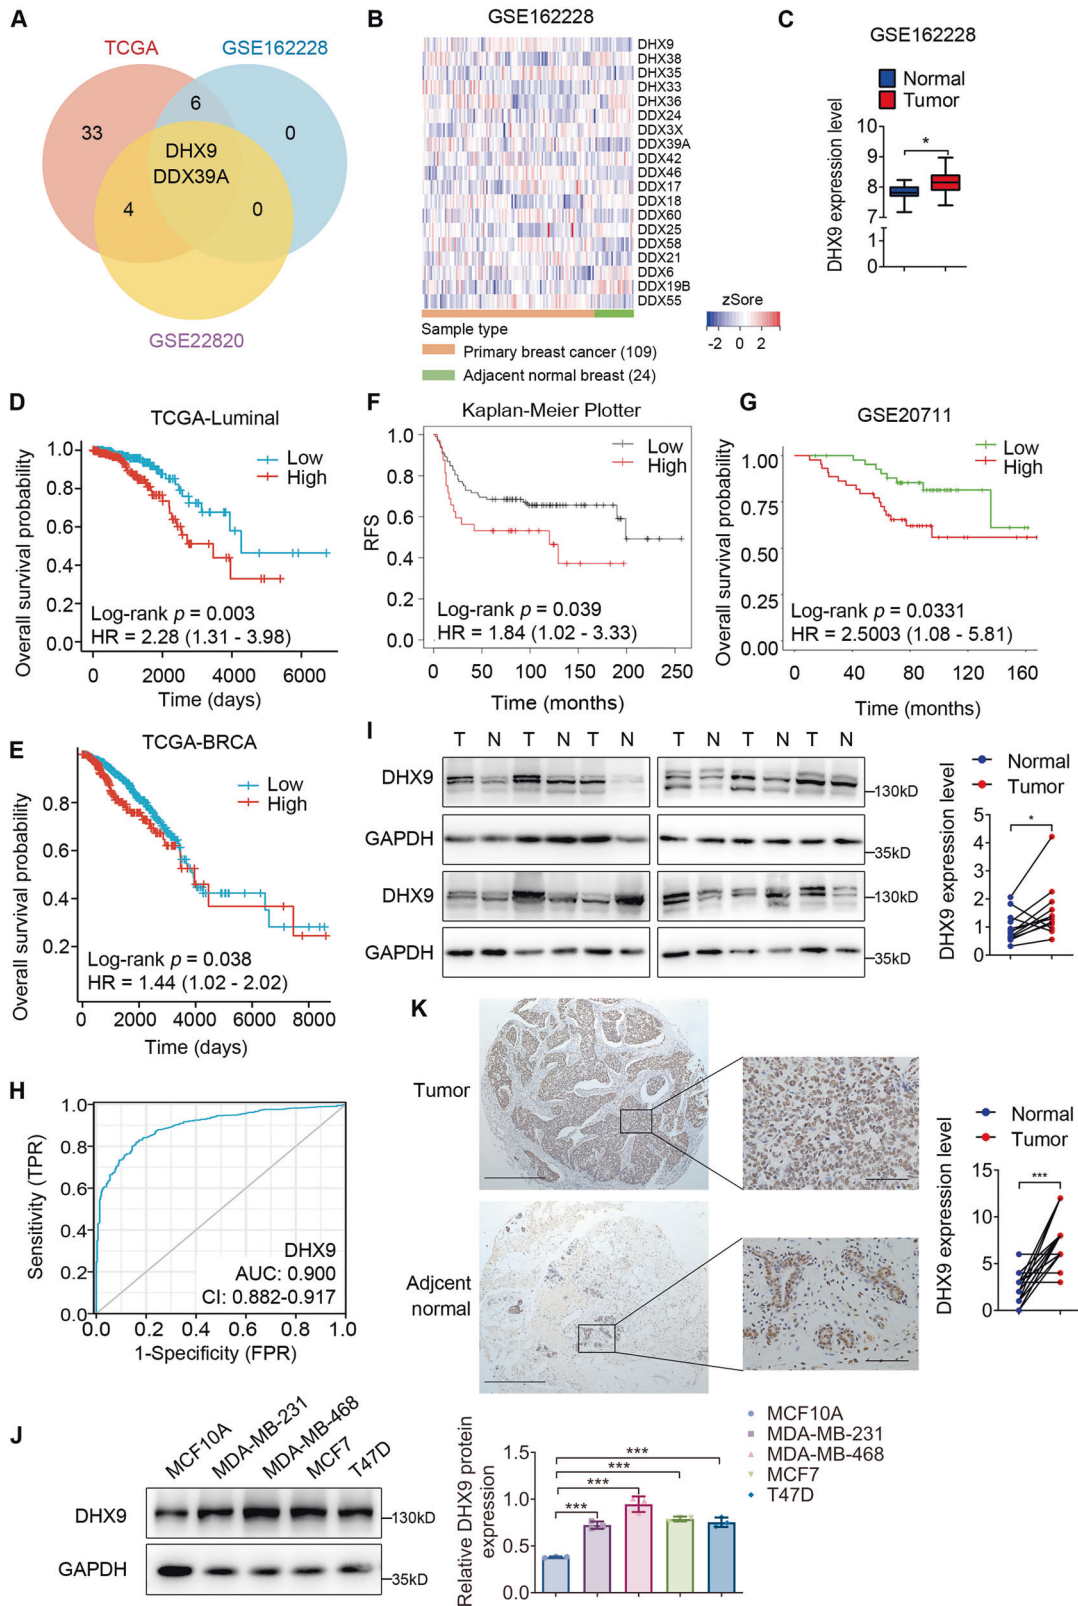 A
TCGA
GSE162228
6
33
0
DHX9
DDX39A
4
0
GSE22820
B
GSE162228
DHX9
DHX38
DHX35
DHX33
DHX36
DDX24
DDX3X
DDX39A
DDX42
DDX46
DDX17
DDX18
DDX60
DDX25
DDX58
DDX21
DDX6
DDX19B
DDX55
Sample type
Primary breast cancer (109)
Adjacent normal breast (24)
zSore
-2 0 2
C
GSE162228
Normal
Tumor
DHX9 expression level
10
9
8
7
1
0
*
D
TCGA-Luminal
Overall survival probability
1.0
0.8
0.6
0.4
0.2
0.0
Low
High
Log-rank p = 0.003
HR = 2.28 (1.31 - 3.98)
0 2000 4000 6000
Time (days)
F
Kaplan-Meier Plotter
RFS
1.0
0.8
0.6
0.4
0.2
0.0
Low
High
Log-rank p = 0.039
HR = 1.84 (1.02 - 3.33)
0 50 100 150 200 250
Time (months)
G
GSE20711
Overall survival probability
1.00
0.75
0.50
0.25
0.00
Low
High
Log-rank p = 0.0331
HR = 2.5003 (1.08 - 5.81)
0 40 80 120 160
Time (months)
E
TCGA-BRCA
Overall survival probability
0.8
0.6
0.4
0.2
Low
High
Log-rank p = 0.038
HR = 1.44 (1.02 - 2.02)
0 2000 4000 6000 8000
Time (days)
I
T N T N T N
T N T N T N
DHX9
130kD
GAPDH
35kD
DHX9
130kD
GAPDH
35kD
Normal
Tumor
DHX9 expression level
5
4
3
2
1
0
*
H
Sensitivity (TPR)
1.0
0.8
0.6
0.4
0.2
0.0
DHX9
AUC: 0.900
CI: 0.882-0.917
0.0 0.2 0.4 0.6 0.8 1.0
1-Specificity (FPR)
K
Tumor
Adjcent
normal
Normal
Tumor
DHX9 expression level
15
10
5
0
***
J
MCF10A
MDA-MB-231
MDA-MB-468
MCF7
T47D
DHX9
130kD
GAPDH
35kD
Relative DHX9 protein
expression
1.5
1.0
0.5
0.0
***
***
***
***
MCF10A
MDA-MB-231
MDA-MB-468
MCF7
T47D